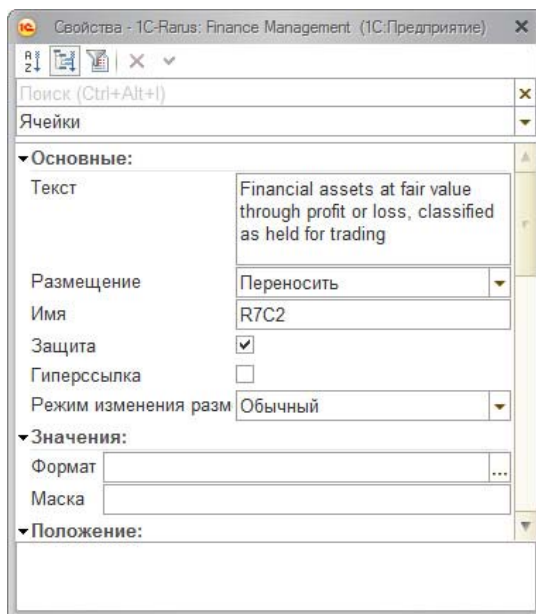 Свойства - 1C-Rarus: Finance Management (1С:Предприятие)
Поиск (Ctrl+Alt+I)
Ячейки
Основные:
Текст
Financial assets at fair value
through profit or loss, classified
as held for trading
Размещение Переносить
Имя R7C2
Защита
Гиперссылка
Режим изменения разм Обычный
Значения:
Формат ...
Маска
Положение: